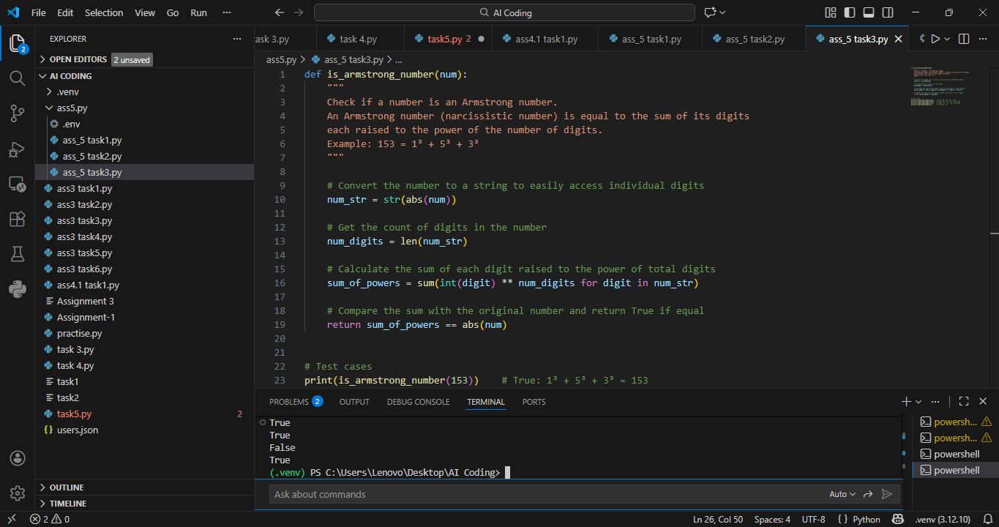 File Edit Selection View Go Run ···
AI Coding
EXPLORER ···
OPEN EDITORS 2 unsaved
AI CODING
.venv
ass5.py
.env
ass_5 task1.py
ass_5 task2.py
ass_5 task3.py
ass3 task1.py
ass3 task2.py
ass3 task3.py
ass3 task4.py
ass3 task5.py
ass3 task6.py
ass4.1 task1.py
Assignment 3
Assignment-1
practise.py
task 3.py
task 4.py
task1
task2
task5.py 2
users.json
OUTLINE
TIMELINE
2
ask 3.py task 4.py task5.py 2 ass4.1 task1.py ass_5 task1.py ass_5 task2.py ass_5 task3.py
ass5.py > ass_5 task3.py > ...
1 def is_armstrong_number(num):
2 """
3 Check if a number is an Armstrong number.
4 An Armstrong number (narcissistic number) is equal to the sum of its digits
5 each raised to the power of the number of digits.
6 Example: 153 = 1³ + 5³ + 3³
7 """
8
9 # Convert the number to a string to easily access individual digits
10 num_str = str(abs(num))
11
12 # Get the count of digits in the number
13 num_digits = len(num_str)
14
15 # Calculate the sum of each digit raised to the power of total digits
16 sum_of_powers = sum(int(digit) ** num_digits for digit in num_str)
17
18 # Compare the sum with the original number and return True if equal
19 return sum_of_powers == abs(num)
20
21
22 # Test cases
23 print(is_armstrong_number(153)) # True: 1³ + 5³ + 3³ = 153
PROBLEMS 2 OUTPUT DEBUG CONSOLE TERMINAL PORTS
True
True
False
True
(.venv) PS C:\Users\Lenovo\Desktop\AI Coding>
powersh...
powersh...
powershell
powershell
Ask about commands Auto
2 0 Ln 26, Col 50 Spaces: 4 UTF-8 { } Python .venv (3.12.10)